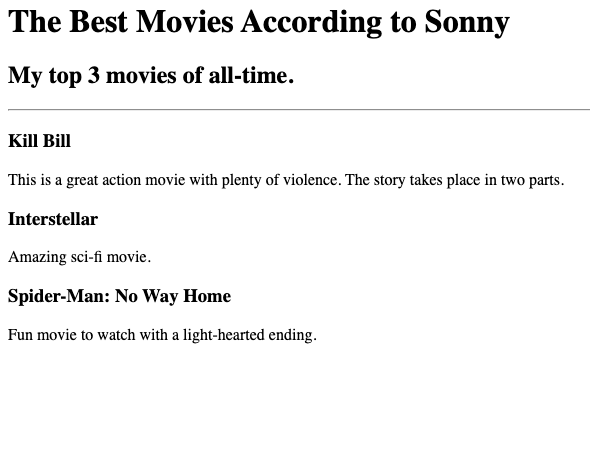 The Best Movies According to Sonny
My top 3 movies of all-time.
Kill Bill
This is a great action movie with plenty of violence. The story takes place in two parts.
Interstellar
Amazing sci-fi movie.
Spider-Man: No Way Home
Fun movie to watch with a light-hearted ending.